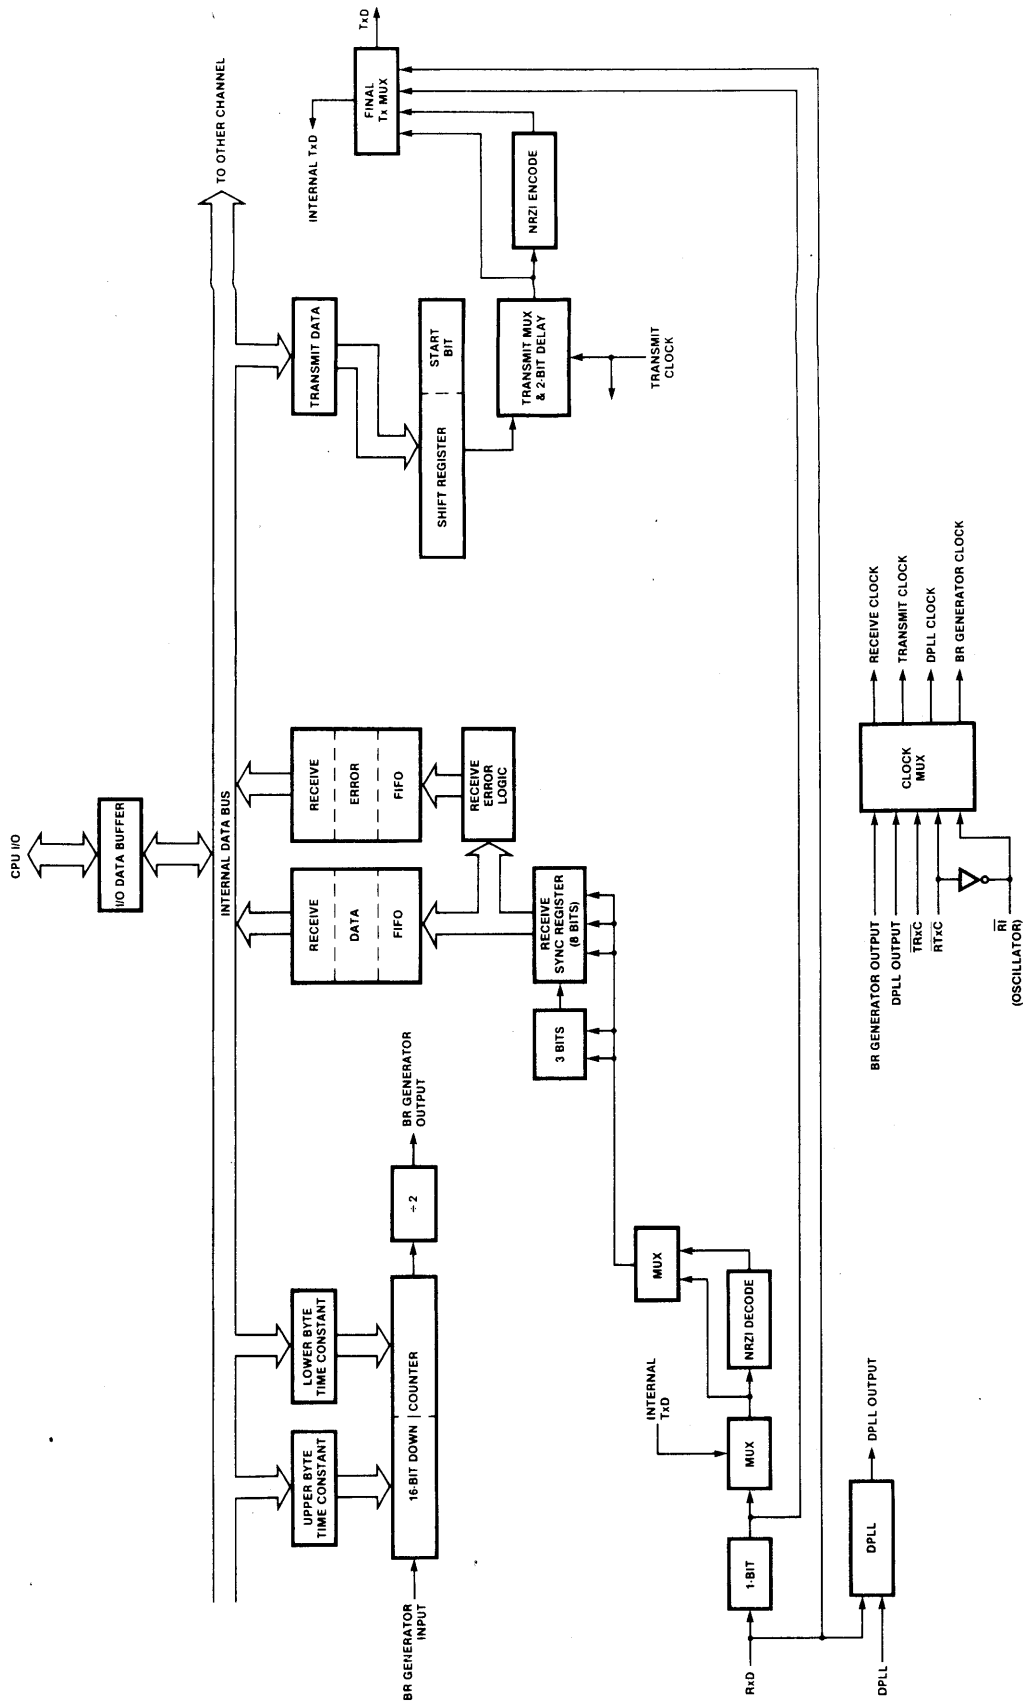 CPU I/O
I/O DATA BUFFER
INTERNAL DATA BUS
TO OTHER CHANNEL
UPPER BYTE
TIME CONSTANT
LOWER BYTE
TIME CONSTANT
RECEIVE
DATA
FIFO
RECEIVE
ERROR
FIFO
TRANSMIT DATA
INTERNAL TxD
FINAL
Tx MUX
TxD
BR GENERATOR
INPUT
16-BIT DOWN
COUNTER
÷2
BR GENERATOR
OUTPUT
RECEIVE
ERROR
LOGIC
SHIFT REGISTER
START
BIT
3 BITS
RECEIVE
SYNC REGISTER
(8 BITS)
TRANSMIT MUX
& 2-BIT DELAY
NRZI ENCODE
TRANSMIT
CLOCK
INTERNAL
TxD
MUX
RxD
1-BIT
MUX
NRZI DECODE
DPLL
DPLL
DPLL OUTPUT
BR GENERATOR OUTPUT
DPLL OUTPUT
TRxC
RTxC
RI
(OSCILLATOR)
CLOCK
MUX
RECEIVE CLOCK
TRANSMIT CLOCK
DPLL CLOCK
BR GENERATOR CLOCK